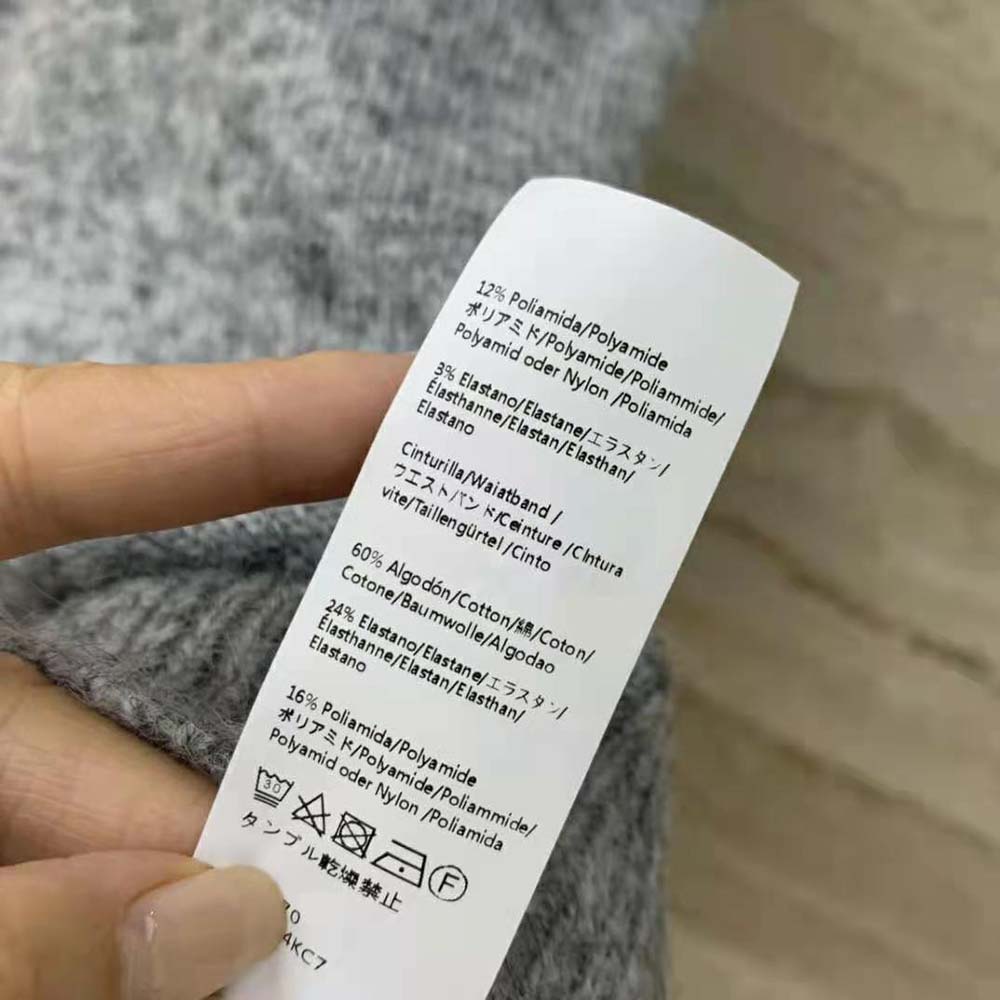 12% Poliamida/Polyamide
ポリアミド/Polyamide/Poliammide/
Polyamid oder Nylon /Poliamida
3% Elastano/Elastane/エラスタン/
Élasthanne/Elastan/Elasthan/
Elastano
Cinturilla/Waiatband /
ウエストバンド/Ceinture /CIntura
vite/Taillengürtel /Cinto
60% Algodón/Cotton/綿/Coton/
Cotone/Baumwolle/Algodao
24% Elastano/Elastane/エラスタン/
Élasthanne/Elastan/Elasthan/
Elastano
16% Poliamida/Polyamide
ポリアミド/Polyamide/Poliammide/
Polyamid oder Nylon /Poliamida
30
F
タンブル乾燥禁止
70
4KC7